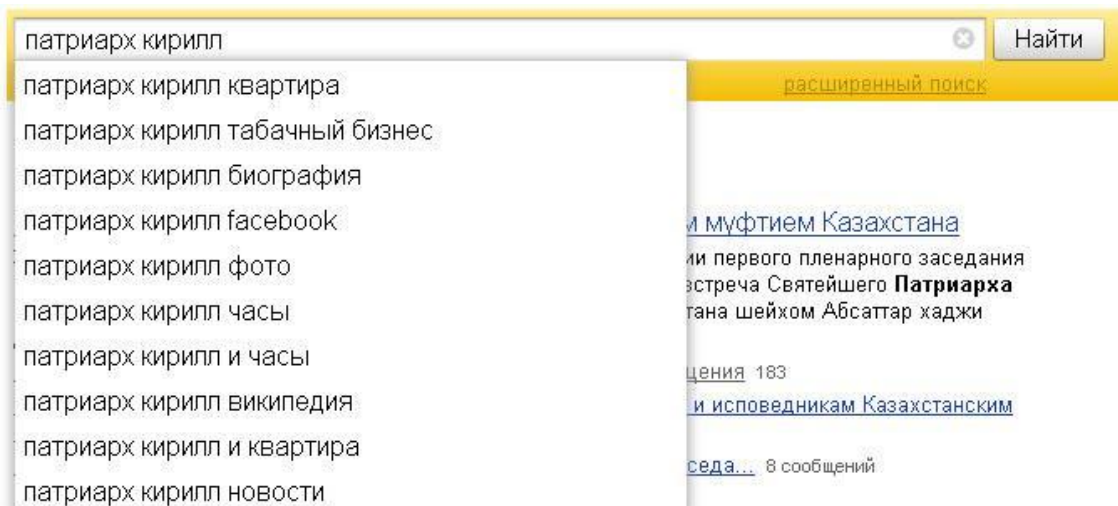 патриарх кирилл
Найти
патриарх кирилл квартира
расширенный поиск
патриарх кирилл табачный бизнес
патриарх кирилл биография
патриарх кирилл facebook
м муфтием Казахстана
патриарх кирилл фото
ии первого пленарного заседания
встреча Святейшего Патриарха
патриарх кирилл часы
тана шейхом Абсаттар хаджи
патриарх кирилл и часы
щения 183
патриарх кирилл википедия
и исповедникам Казахстанским
патриарх кирилл и квартира
седа... 8 сообщений
патриарх кирилл новости